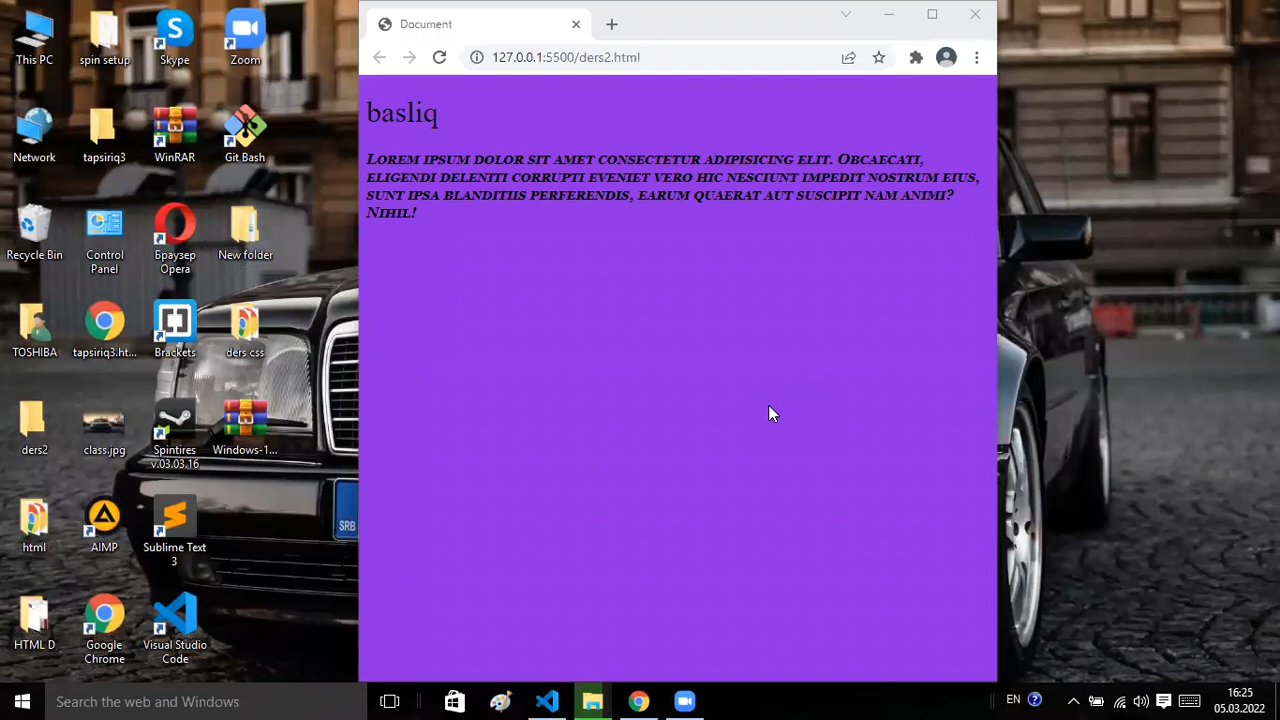 Document
127.0.0.1:5500/ders2.html
basliq
Lorem ipsum dolor sit amet consectetur adipisicing elit. Obcaecati,
eligendi deleniti corrupti eveniet vero hic nesciunt impedit nostrum eius,
sunt ipsa blanditiis perferendis, earum quaerat aut suscipit nam animi?
Nihil!
This PC
spin setup
Skype
Zoom
Network
tapsiriq3
WinRAR
Git Bash
Recycle Bin
Control
Panel
Браузер
Opera
New folder
TOSHIBA
tapsiriq3.ht...
Brackets
ders css
ders2
class.jpg
Spintires
v.03.03.16
Windows-1...
html
AIMP
Sublime Text
3
HTML D
Google
Chrome
Visual Studio
Code
SRB
Search the web and Windows
EN
16:25
05.03.2022